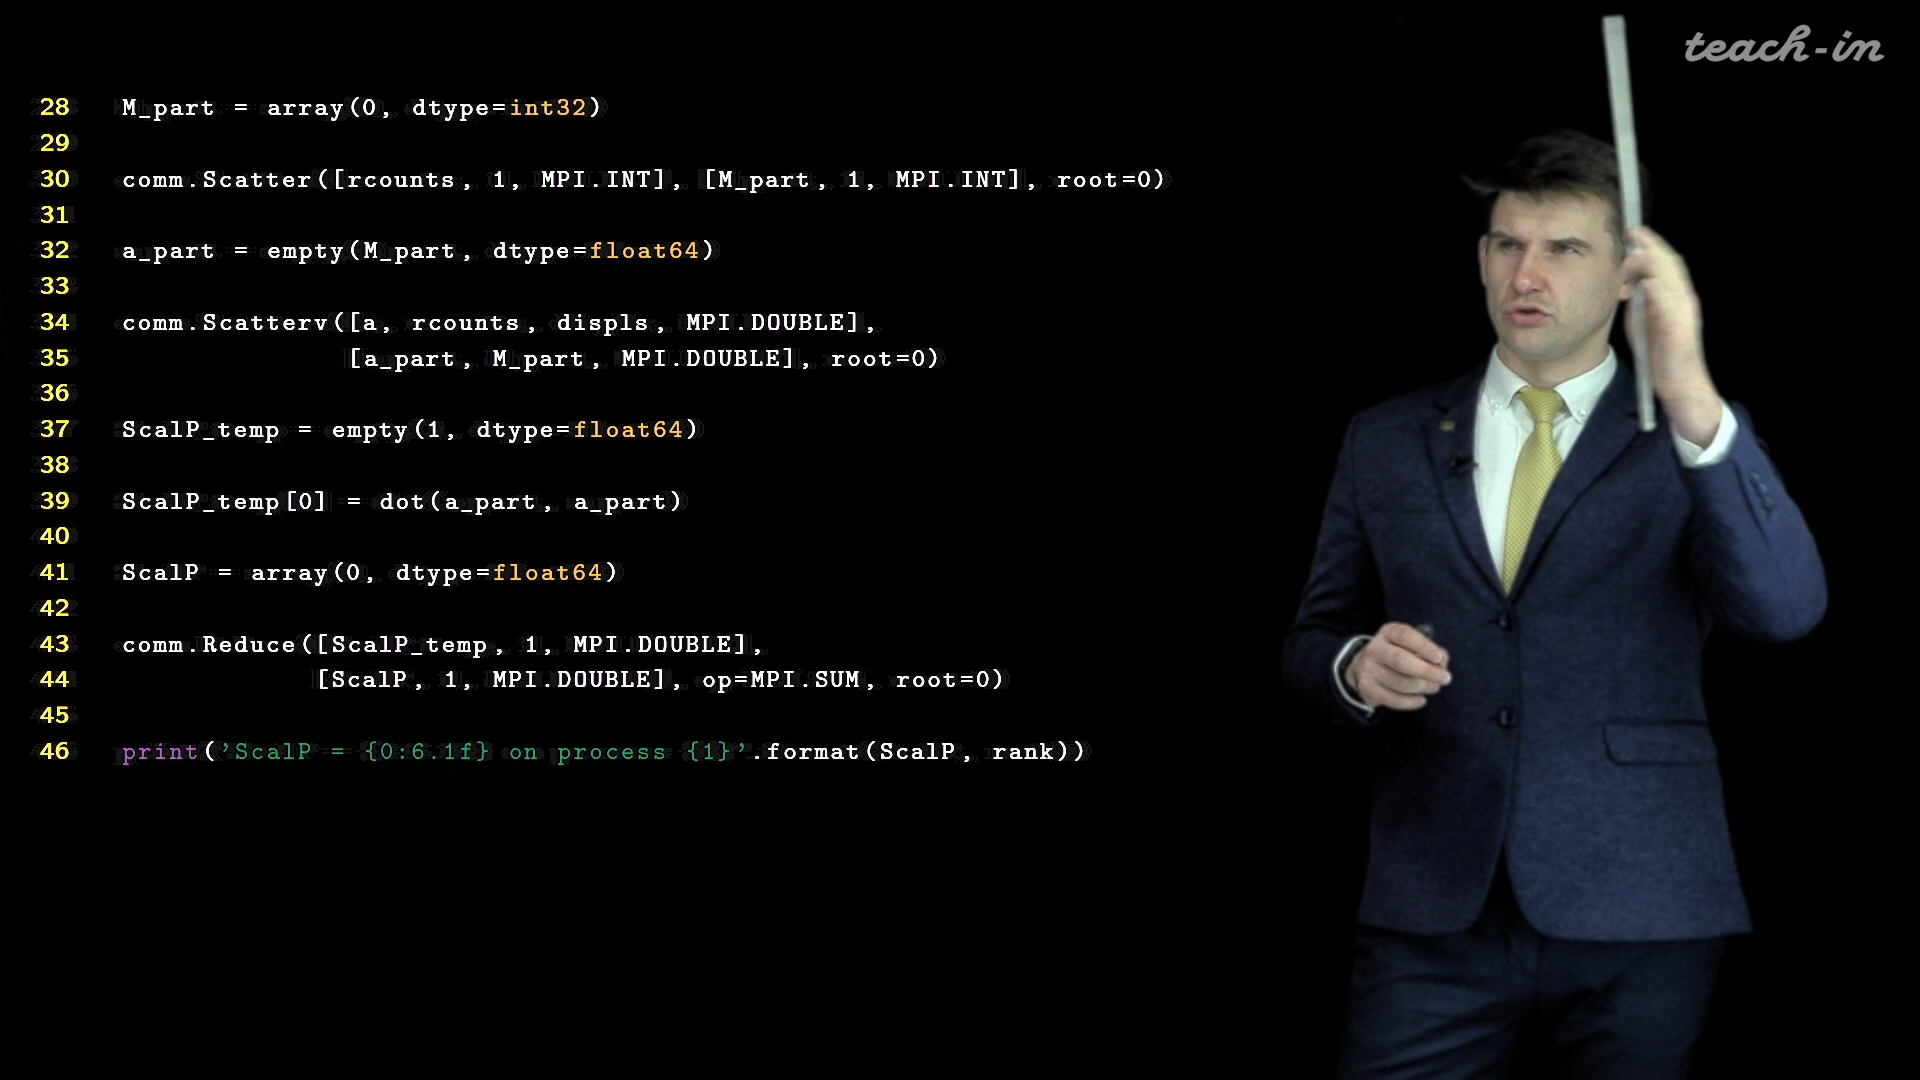 teach-in
28 M_part = array(0, dtype=int32)
29
30 comm.Scatter([rcounts, 1, MPI.INT], [M_part, 1, MPI.INT], root=0)
31
32 a_part = empty(M_part, dtype=float64)
33
34 comm.Scatterv([a, rcounts, displs, MPI.DOUBLE],
35 [a_part, M_part, MPI.DOUBLE], root=0)
36
37 ScalP_temp = empty(1, dtype=float64)
38
39 ScalP_temp[0] = dot(a_part, a_part)
40
41 ScalP = array(0, dtype=float64)
42
43 comm.Reduce([ScalP_temp, 1, MPI.DOUBLE],
44 [ScalP, 1, MPI.DOUBLE], op=MPI.SUM, root=0)
45
46 print('ScalP = {0:6.1f} on process {1}'.format(ScalP, rank))